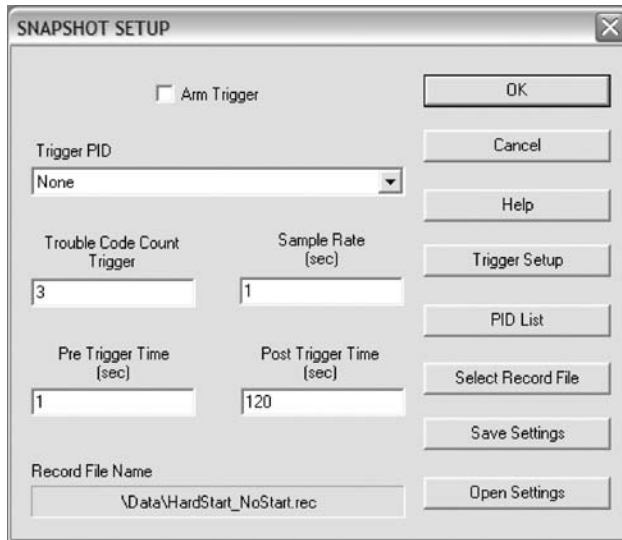 SNAPSHOT SETUP
Arm Trigger
OK
Trigger PID
Cancel
None
Help
Trouble Code Count
Trigger
Sample Rate
(sec)
Trigger Setup
3
1
PID List
Pre Trigger Time
(sec)
Post Trigger Time
(sec)
Select Record File
1
120
Save Settings
Record File Name
\Data\HardStart_NoStart.rec
Open Settings